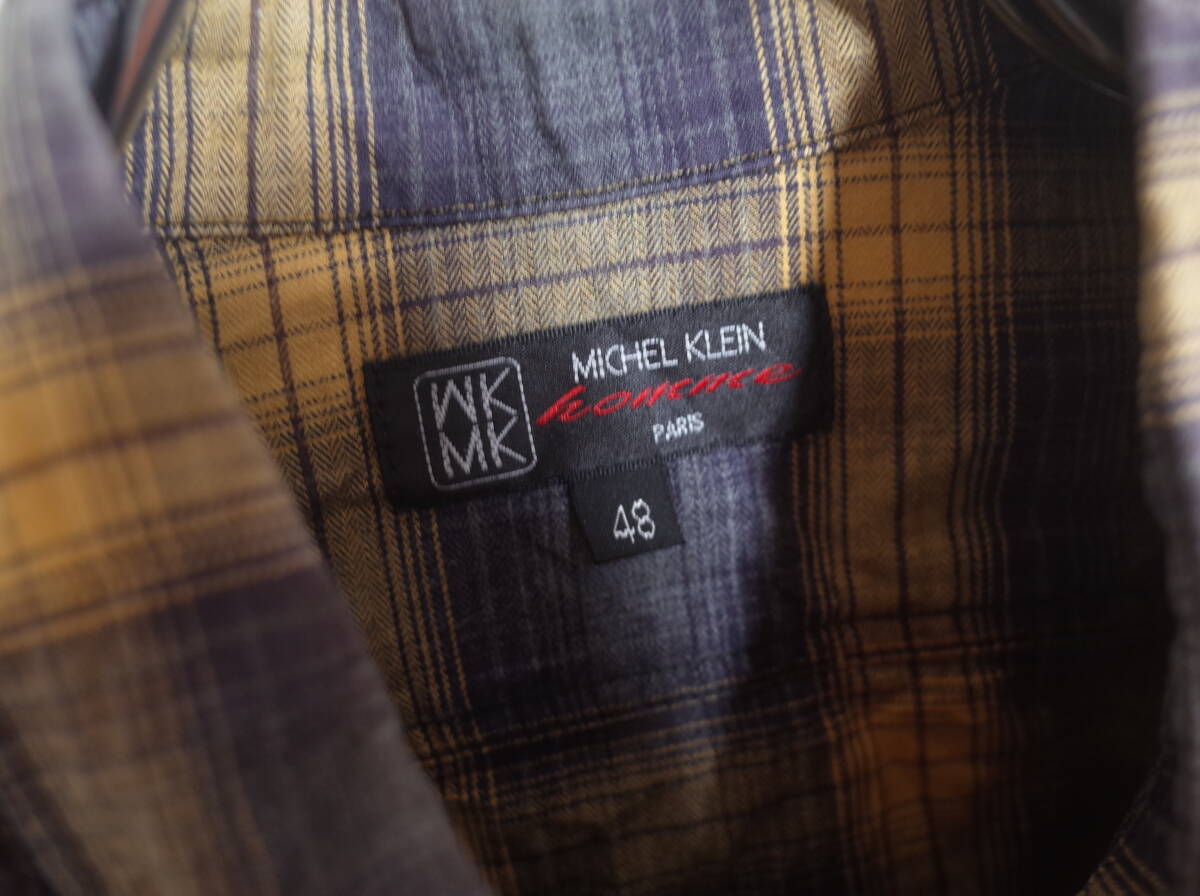 MK
MK
MICHEL KLEIN
homme
PARIS
48